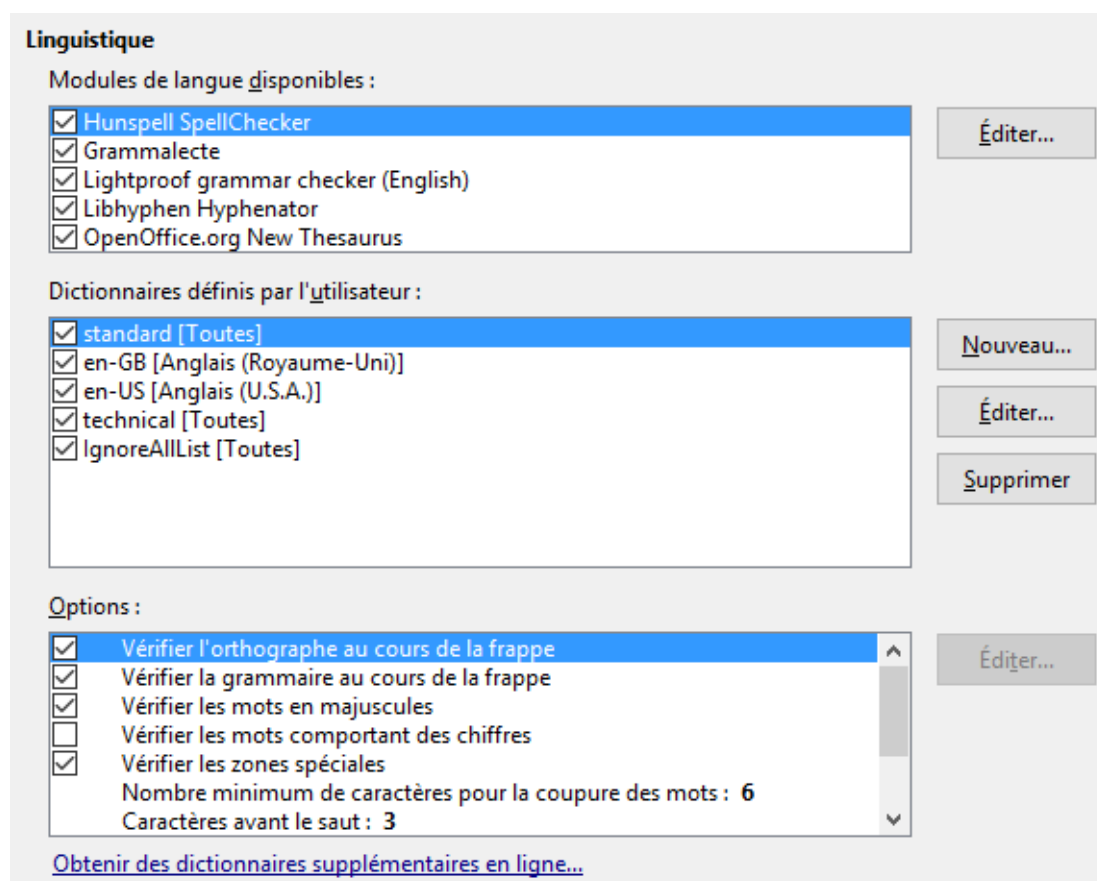 Linguistique
Modules de langue disponibles :
Hunspell SpellChecker
Éditer...
Grammalecte
Lightproof grammar checker (English)
Libhyphen Hyphenator
OpenOffice.org New Thesaurus
Dictionnaires définis par l'utilisateur :
standard [Toutes]
Nouveau...
en-GB [Anglais (Royaume-Uni)]
en-US [Anglais (U.S.A.)]
Éditer...
technical [Toutes]
IgnoreAllList [Toutes]
Supprimer
Options :
Vérifier l'orthographe au cours de la frappe
Éditer...
Vérifier la grammaire au cours de la frappe
Vérifier les mots en majuscules
Vérifier les mots comportant des chiffres
Vérifier les zones spéciales
Nombre minimum de caractères pour la coupure des mots : 6
Caractères avant le saut : 3
Obtenir des dictionnaires supplémentaires en ligne...